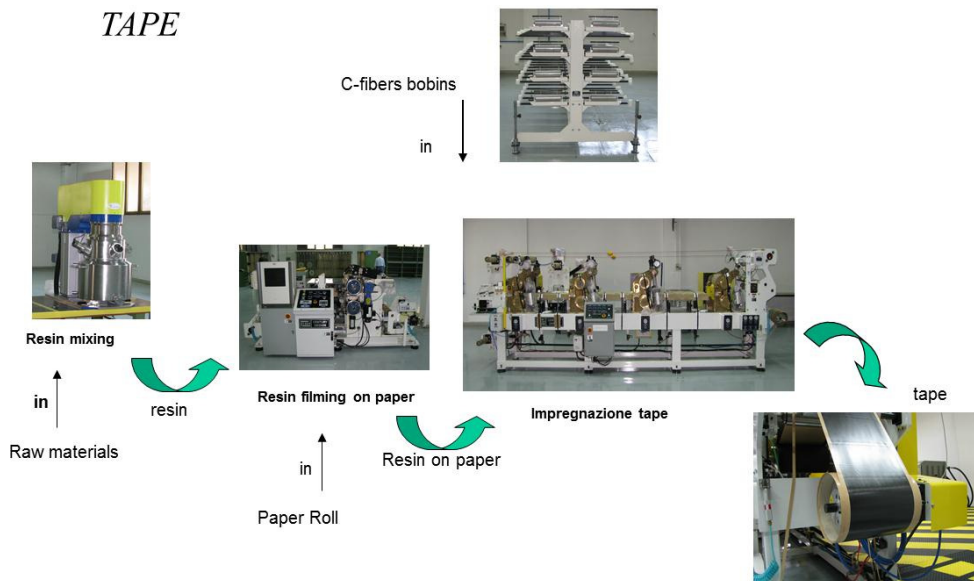 TAPE
C-fibers bobins
in
Resin mixing
in
Raw materials
resin
Resin filming on paper
in
Paper Roll
Resin on paper
Impregnazione tape
tape